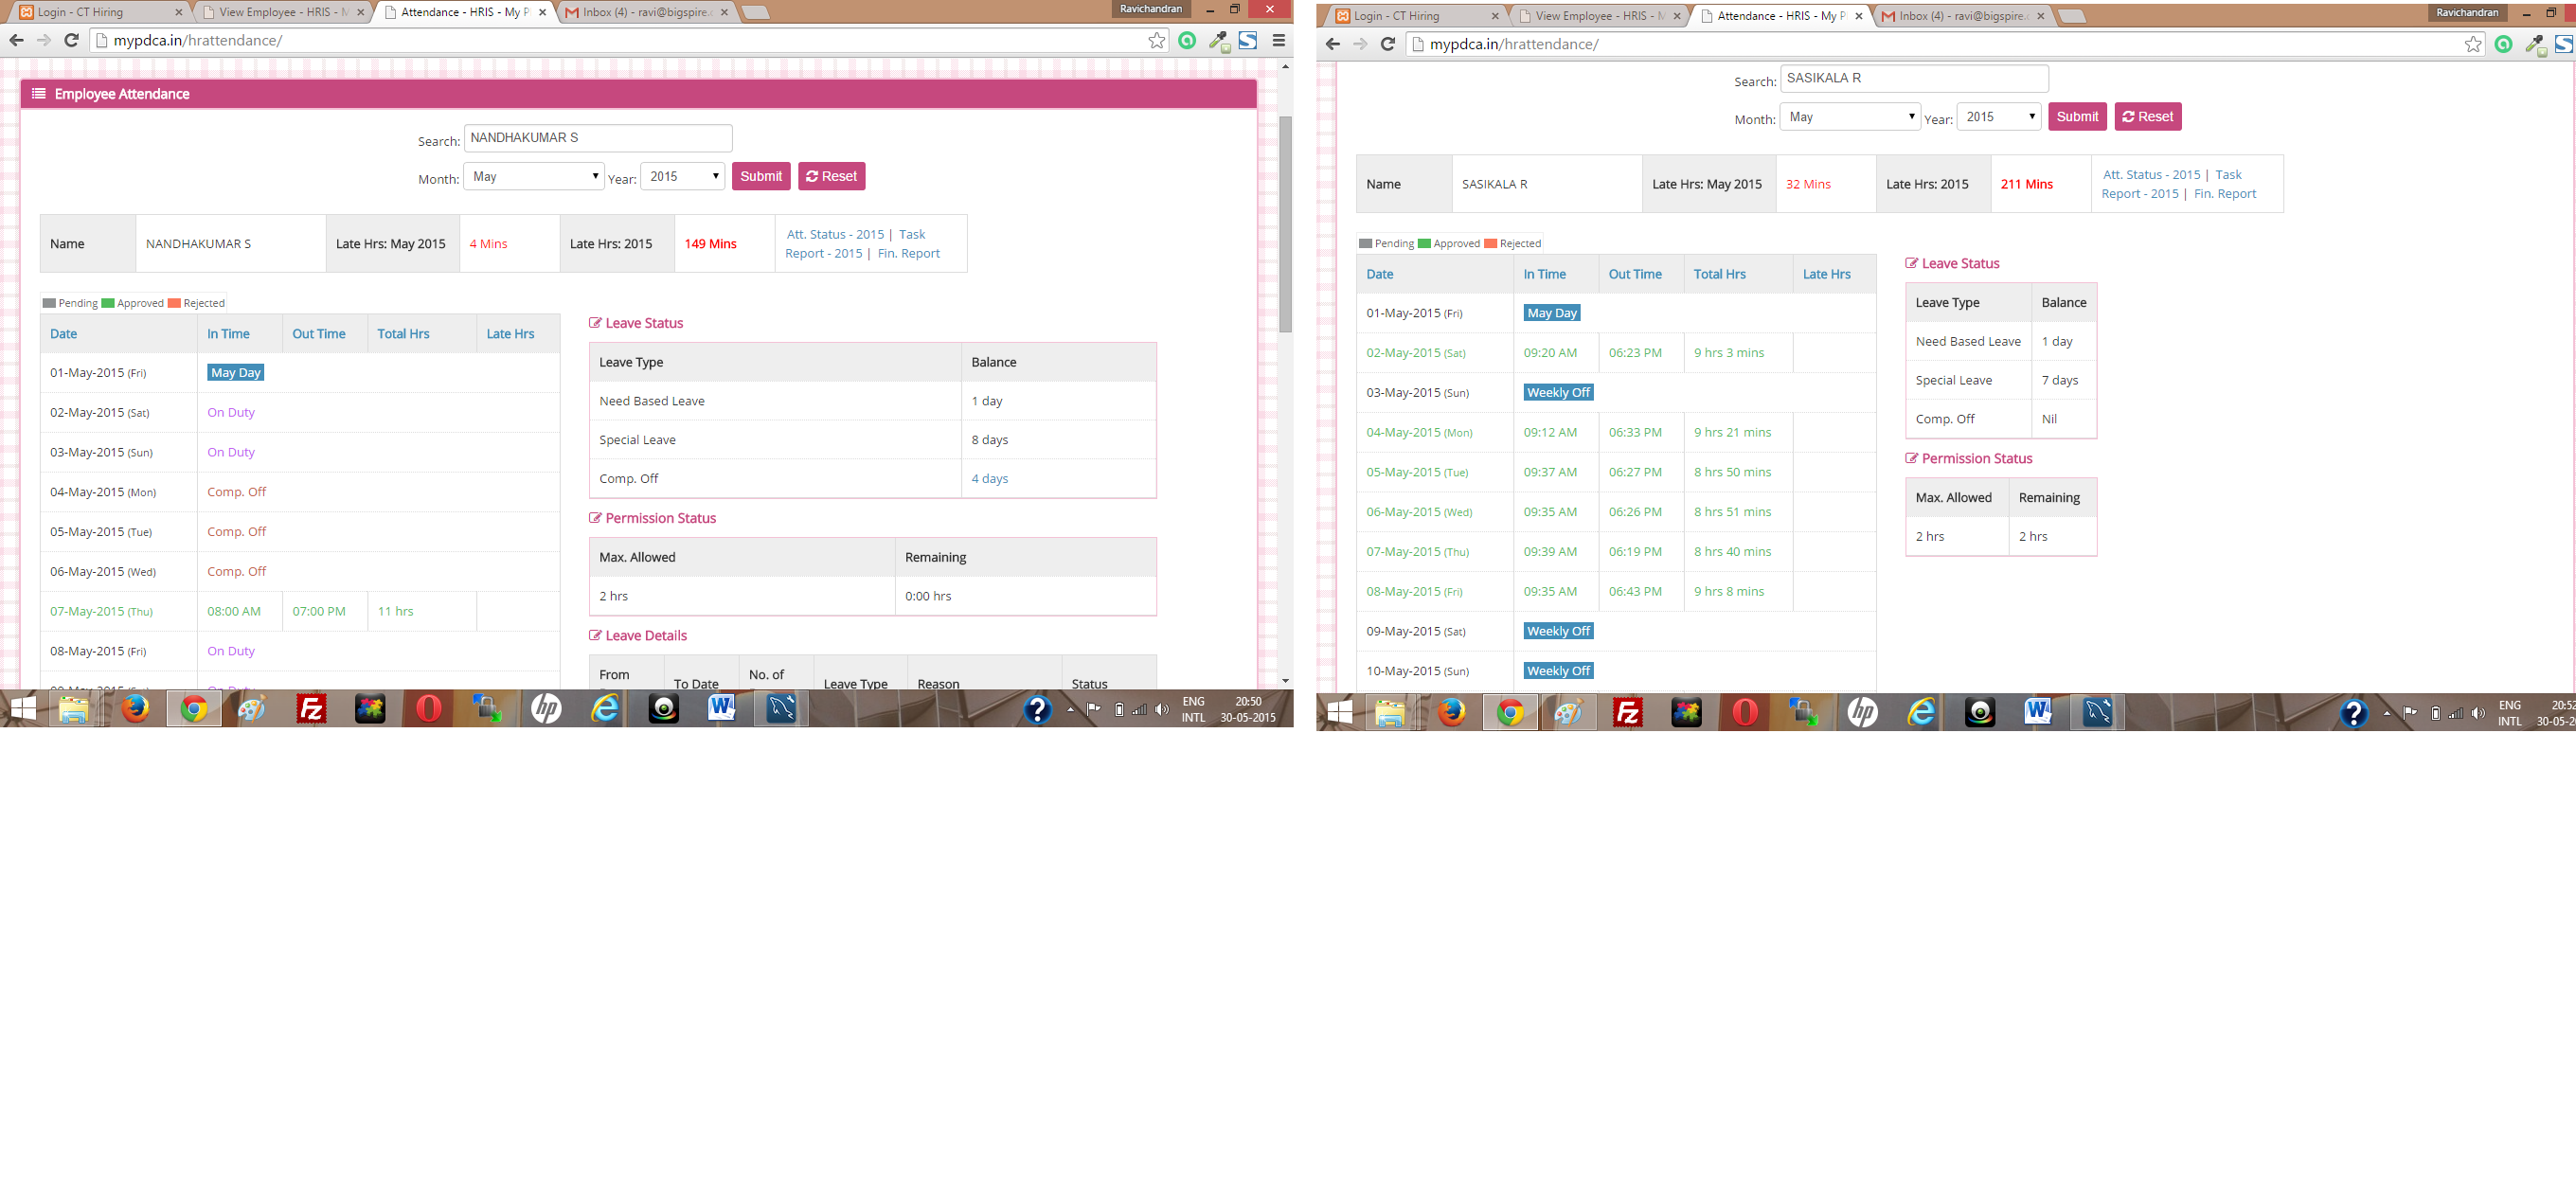 Login - CT Hiring
View Employee - HRIS - M
Attendance - HRIS - My P
Inbox (4) - ravi@bigspire.c
Ravichandran
mypdca.in/hrattendance/
Employee Attendance
Search: NANDHAKUMAR S
Month: May Year: 2015 Submit Reset
Name NANDHAKUMAR S Late Hrs: May 2015 4 Mins Late Hrs: 2015 149 Mins Att. Status - 2015 | Task
Report - 2015 | Fin. Report
Pending Approved Rejected
Date In Time Out Time Total Hrs Late Hrs
01-May-2015 (Fri) May Day
02-May-2015 (Sat) On Duty
03-May-2015 (Sun) On Duty
04-May-2015 (Mon) Comp. Off
05-May-2015 (Tue) Comp. Off
06-May-2015 (Wed) Comp. Off
07-May-2015 (Thu) 08:00 AM 07:00 PM 11 hrs
08-May-2015 (Fri) On Duty
Leave Status
Leave Type Balance
Need Based Leave 1 day
Special Leave 8 days
Comp. Off 4 days
Permission Status
Max. Allowed Remaining
2 hrs 0:00 hrs
Leave Details
From To Date No. of Leave Type Reason Status
ENG 20:50
INTL 30-05-2015
Login - CT Hiring
View Employee - HRIS - M
Attendance - HRIS - My P
Inbox (4) - ravi@bigspire.c
Ravichandran
mypdca.in/hrattendance/
Search: SASIKALA R
Month: May Year: 2015 Submit Reset
Name SASIKALA R Late Hrs: May 2015 32 Mins Late Hrs: 2015 211 Mins Att. Status - 2015 | Task
Report - 2015 | Fin. Report
Pending Approved Rejected
Date In Time Out Time Total Hrs Late Hrs
01-May-2015 (Fri) May Day
02-May-2015 (Sat) 09:20 AM 06:23 PM 9 hrs 3 mins
03-May-2015 (Sun) Weekly Off
04-May-2015 (Mon) 09:12 AM 06:33 PM 9 hrs 21 mins
05-May-2015 (Tue) 09:37 AM 06:27 PM 8 hrs 50 mins
06-May-2015 (Wed) 09:35 AM 06:26 PM 8 hrs 51 mins
07-May-2015 (Thu) 09:39 AM 06:19 PM 8 hrs 40 mins
08-May-2015 (Fri) 09:35 AM 06:43 PM 9 hrs 8 mins
09-May-2015 (Sat) Weekly Off
10-May-2015 (Sun) Weekly Off
Leave Status
Leave Type Balance
Need Based Leave 1 day
Special Leave 7 days
Comp. Off Nil
Permission Status
Max. Allowed Remaining
2 hrs 2 hrs
ENG 20:52
INTL 30-05-20